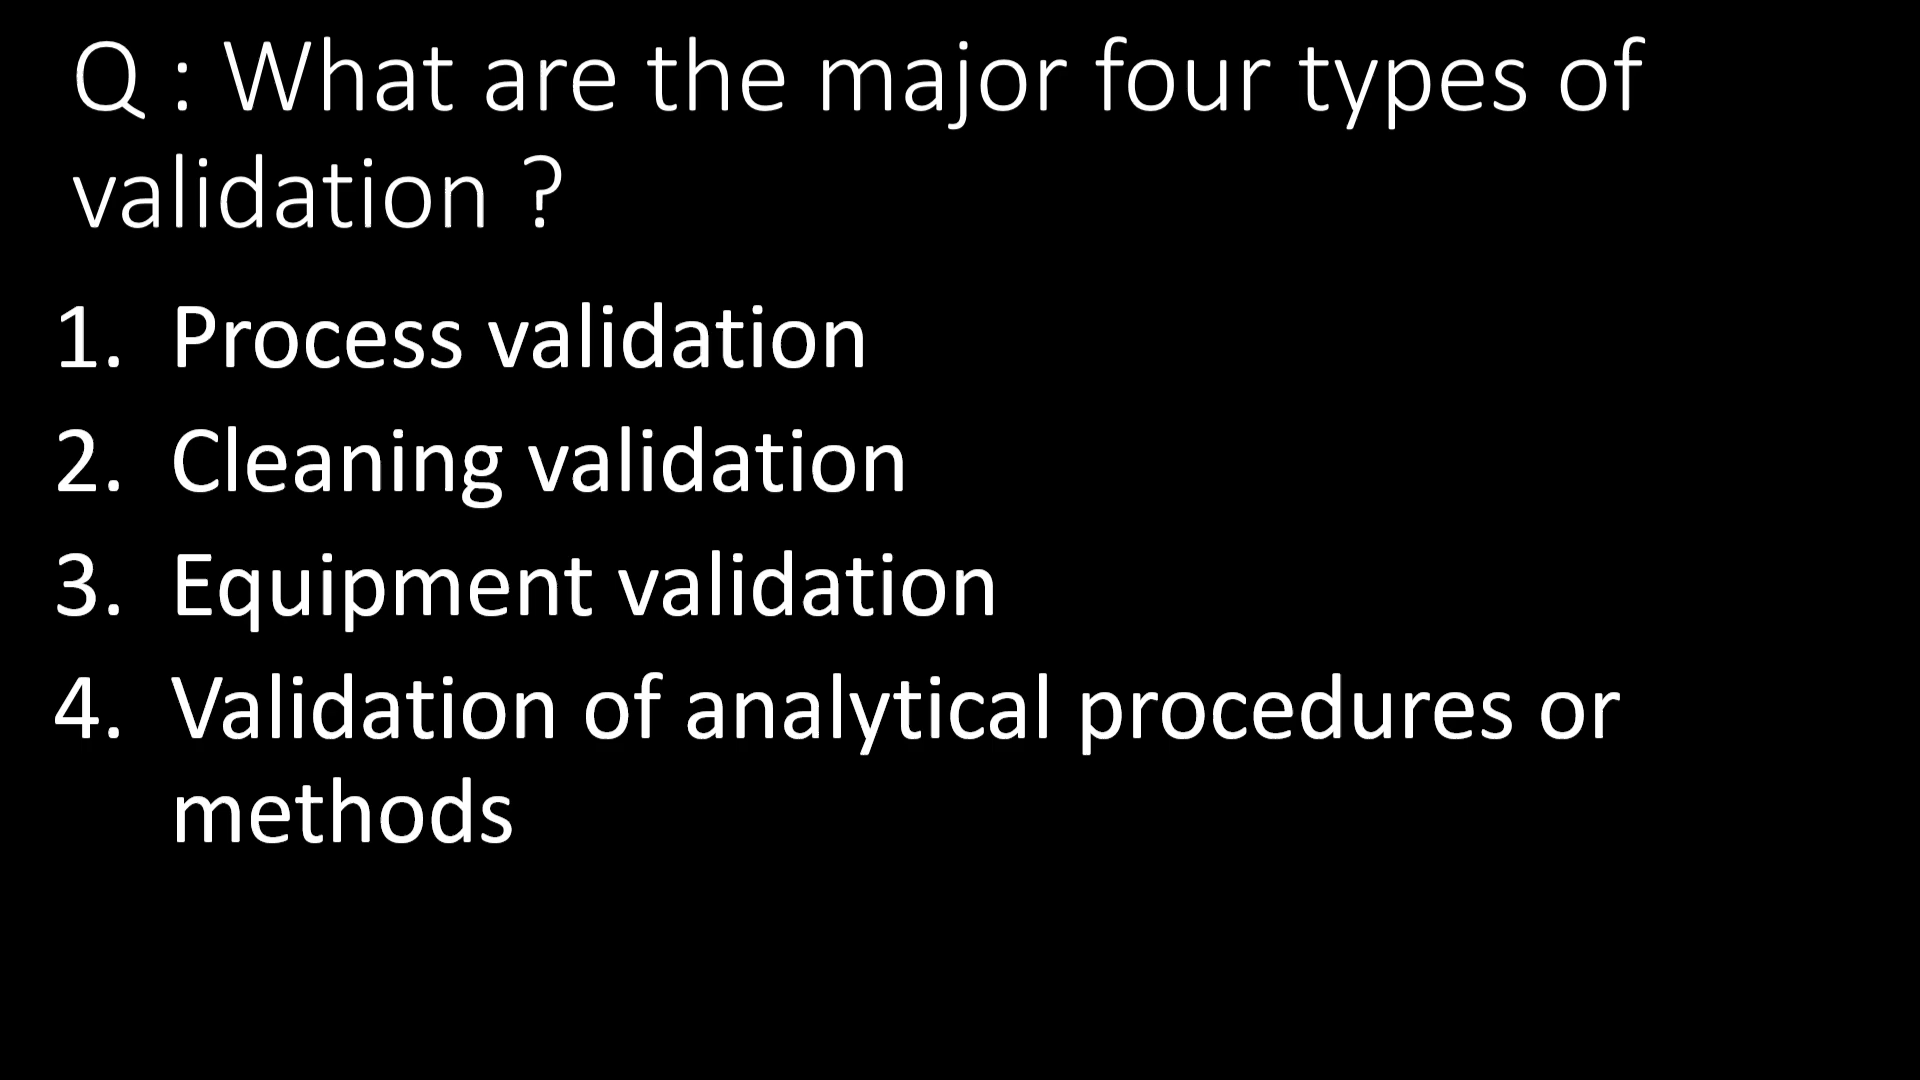 Q : What are the major four types of
validation ?
1. Process validation
2. Cleaning validation
3. Equipment validation
4. Validation of analytical procedures or
methods